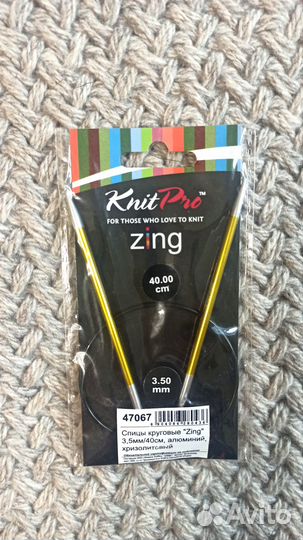 KnitPro™
FOR THOSE WHO LOVE TO KNIT
zing
40.00
cm
3.50
mm
47067
Спицы круговые "Zing"
3,5мм/40см, алюминий,
хризолитовый
Avito